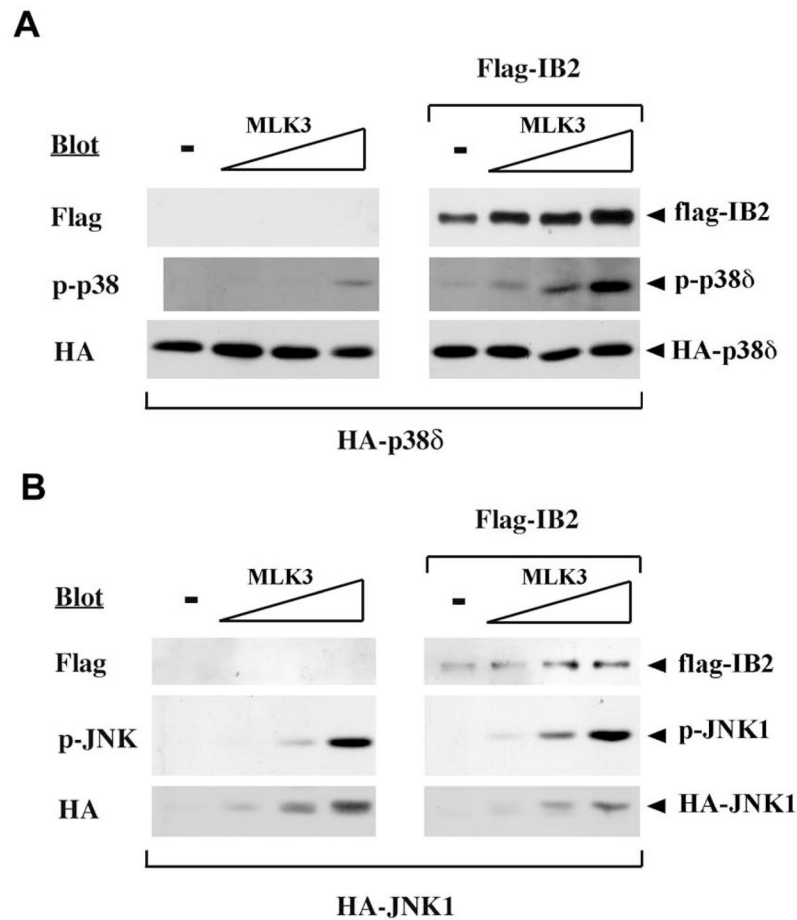 A
Flag-IB2
Blot - MLK3 - MLK3
Flag flag-IB2
p-p38 p-p38δ
HA HA-p38δ
HA-p38δ
B
Flag-IB2
Blot - MLK3 - MLK3
Flag flag-IB2
p-JNK p-JNK1
HA HA-JNK1
HA-JNK1